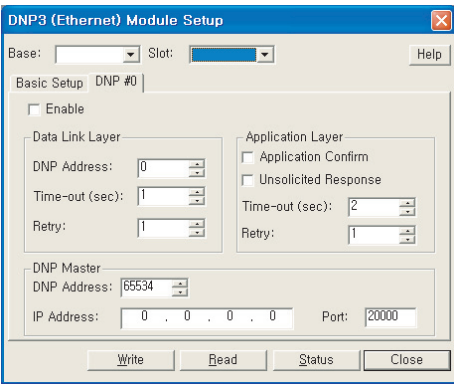 DNP3 (Ethernet) Module Setup
Base: Slot: Help
Basic Setup DNP #0
Enable
Data Link Layer
DNP Address: 0
Time-out (sec): 1
Retry: 1
Application Layer
Application Confirm
Unsolicited Response
Time-out (sec): 2
Retry: 1
DNP Master
DNP Address: 65534
IP Address: 0 . 0 . 0 . 0 Port: 20000
Write Read Status Close